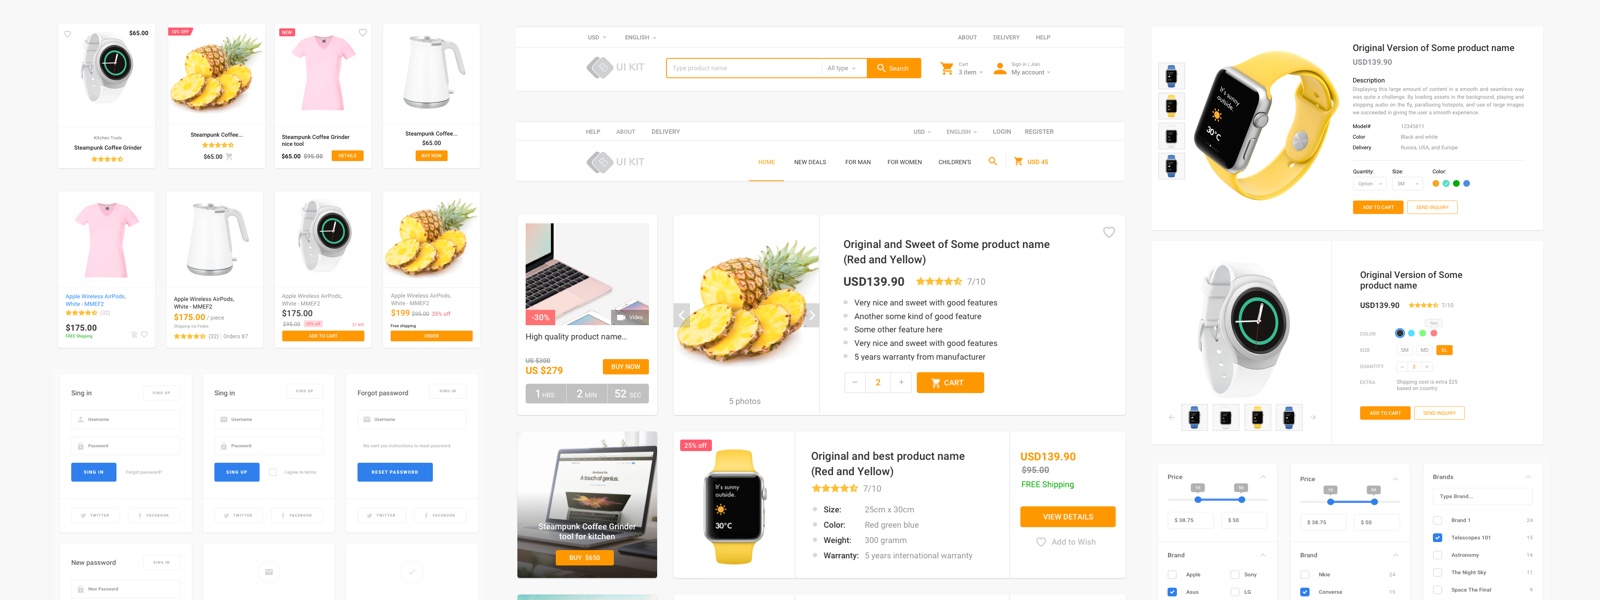 $65.00
Kitchen Tools
Steampunk Coffee Grinder
10% OFF
Steampunk Coffee...
$65.00
NEW
Steampunk Coffee Grinder
nice tool
$65.00 $95.00 DETAILS
Steampunk Coffee...
$65.00
BUY NOW
Apple Wireless AirPods,
White - MMEF2
(32)
$175.00
FREE Shipping
Apple Wireless AirPods,
White - MMEF2
$175.00 / piece
Shipping via Fedex
(32) Orders 87
Apple Wireless AirPods,
White - MMEF2
$175.00
$95.00 35% off
ADD TO CART
Apple Wireless AirPods,
White - MMEF2
$199 $95.00 35% off
Free shipping
ORDER
Sing in SING UP
Username
Password
SING IN Forgot password?
TWITTER FACEBOOK
Sing in SING UP
Username
Password
SING UP I agree to terms
TWITTER FACEBOOK
Forgot password SING IN
Username
We sent you instructions to reset password
RESET PASSWORD
TWITTER FACEBOOK
New password SING IN
New Password
USD ENGLISH ABOUT DELIVERY HELP
UI KIT
Type product name All type Search
Cart
3 item
Sign in | Join
My account
HELP ABOUT DELIVERY USD ENGLISH LOGIN REGISTER
UI KIT
HOME NEW DEALS FOR MAN FOR WOMEN CHILDREN'S USD 45
-30% Video
High quality product name...
US $300
US $279 BUY NOW
1 HRS 2 MIN 52 SEC
5 photos
Original and Sweet of Some product name
(Red and Yellow)
USD139.90 7/10
Very nice and sweet with good features
Another some kind of good feature
Some other feature here
Very nice and sweet with good features
5 years warranty from manufacturer
− 2 + CART
A touch of genius.
Steampunk Coffee Grinder
tool for kitchen
BUY $650
25% off
It's sunny
outside.
30°C
Original and best product name
(Red and Yellow)
7/10
Size: 25cm x 30cm
Color: Red green blue
Weight: 300 gramm
Warranty: 5 years international warranty
USD139.90
$95.00
FREE Shipping
VIEW DETAILS
Add to Wish
It's sunny
outside.
30°C
Original Version of Some product name
USD139.90
Description
Displaying this large amount of content in a smooth and seamless way
was quite a challenge. By loading assets in the background, playing and
stopping audio on the fly, parallaxing hotspots, and use of large images
we succeeded in giving the user a smooth experience
Model# 12345611
Color Black and white
Delivery Russia, USA, and Europe
Quantity: Size: Color:
Option SM
ADD TO CART SEND INQUIRY
Original Version of Some
product name
USD139.90 7/10
COLOR
SIZE SM MD XL
QUANTITY − 2 +
EXTRA Shipping cost is extra $25
based on country
ADD TO CART SEND INQUIRY
Price
$ 38.75 $ 50
Brand
Apple Sony
Asus LG
Price
$ 38.75 $ 50
Brand
Nkie 24
Converse 15
Brands
Type Brand...
Brand 1 24
Telescopes 101 15
Astronomy 14
The Night Sky 11
Space The Final 9